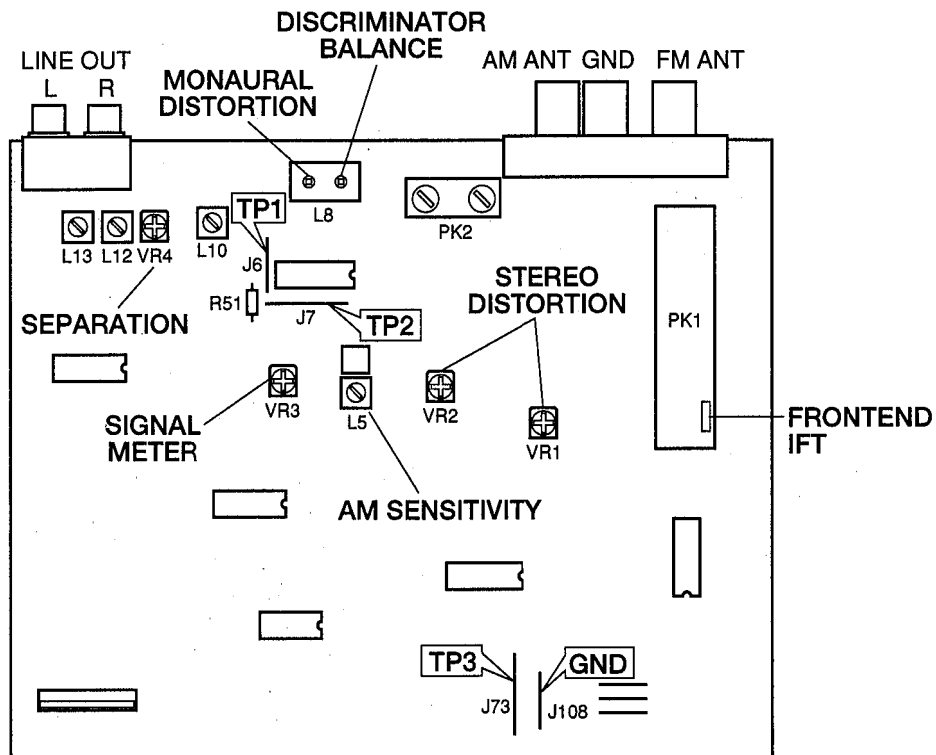 DISCRIMINATOR
BALANCE
LINE OUT
L R
MONAURAL
DISTORTION
AM ANT GND FM ANT
L8
TP1
PK2
L13 L12 VR4 L10
J6
STEREO
DISTORTION
SEPARATION
R51
J7
TP2
PK1
VR3
L5
VR2
VR1
SIGNAL
METER
FRONTEND
IFT
AM SENSITIVITY
TP3
GND
J73
J108